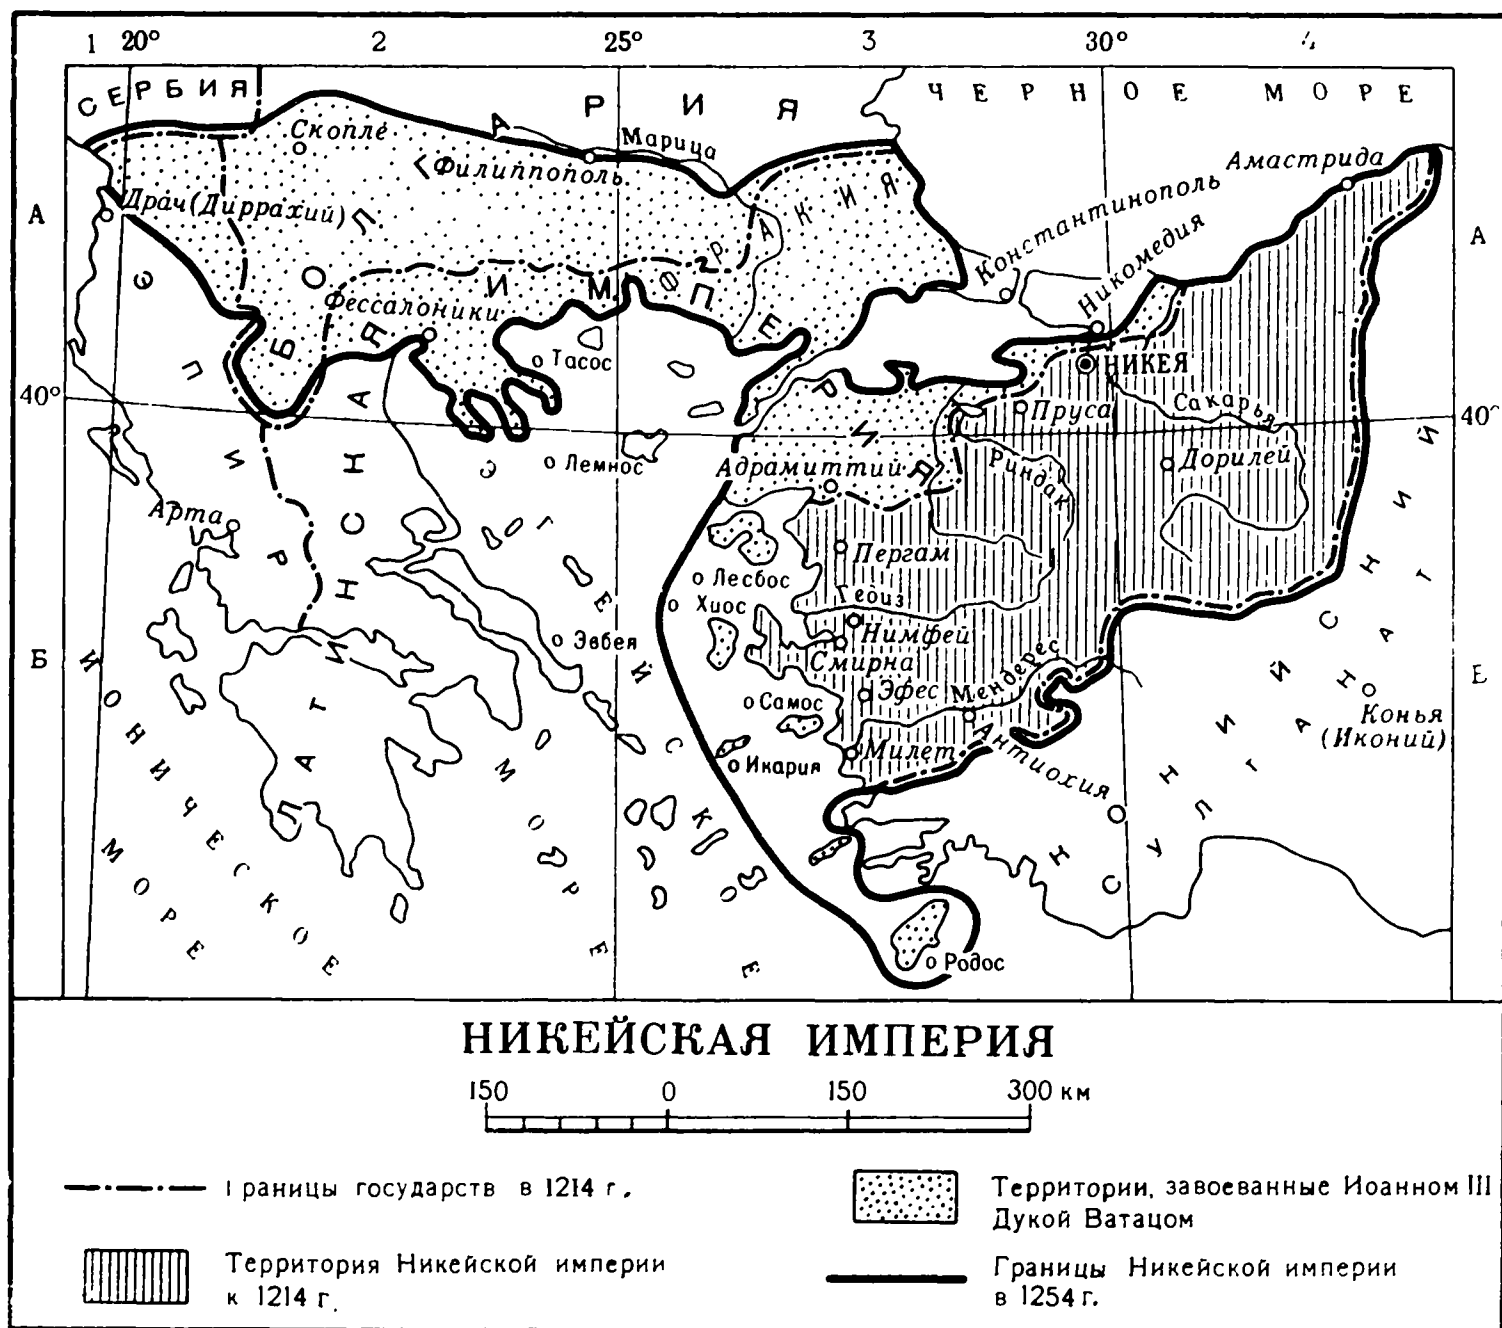 1 20° 2 25° 3 30° 4
СЕРБИЯ
БОЛГАРИЯ
ЧЕРНОЕ МОРЕ
Скопле
Марица
Филиппополь
Амастрида
А
Драч (Диррахий)
ФРАКИЯ
Константинополь
А
Никомедия
ЭПИР
Фессалоники
ЛАТИНСКАЯ ИМПЕРИЯ
Тасос
НИКЕЯ
40°
Пруса
Сакарья
40°
Лемнос
Адрамиттий
Риндак
Дорилей
Арта
Пергам
Лесбос
Хиос
Геоиз
Нимфей
Эвбея
Смирна
Б
Мендерес
Эфес
Самос
Конья
(Иконий)
Милет
Антиохия
Икария
ИКОНИЙСКИЙ СУЛТАНАТ
ИОНИЧЕСКОЕ
МОРЕ
ЭГЕЙСКОЕ
МОРЕ
Родос
НИКЕЙСКАЯ ИМПЕРИЯ
150 0 150 300 км
Границы государств в 1214 г.
Территории, завоеванные Иоанном III
Дукой Ватацом
Территория Никейской империи
к 1214 г.
Границы Никейской империи
в 1254 г.